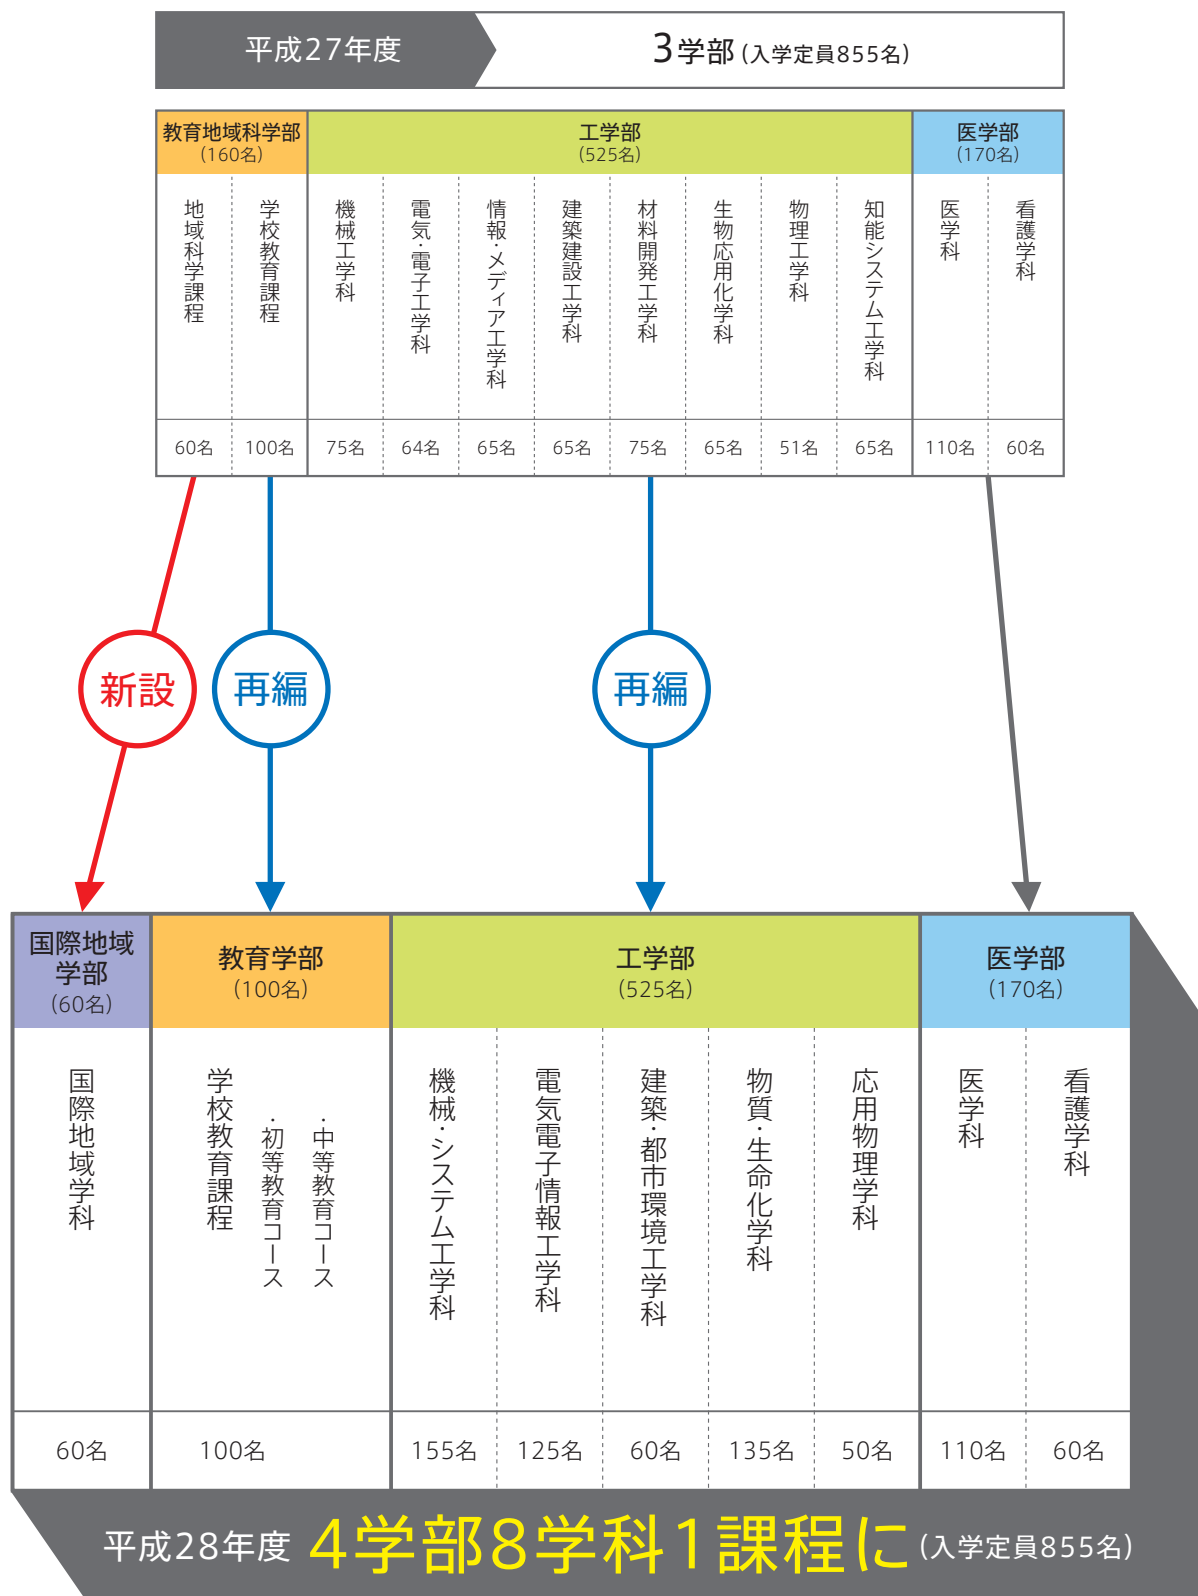 平成27年度
3学部(入学定員855名)
教育地域科学部
(160名)
工学部
(525名)
医学部
(170名)
地域科学課程
学校教育課程
機械工学科
電気・電子工学科
情報・メディア工学科
建築建設工学科
材料開発工学科
生物応用化学科
物理工学科
知能システム工学科
医学科
看護学科
60名
100名
75名
64名
65名
65名
75名
65名
51名
65名
110名
60名
新設
再編
再編
国際地域
学部
(60名)
教育学部
(100名)
工学部
(525名)
医学部
(170名)
国際地域学科
学校教育課程
・初等教育コース
・中等教育コース
機械・システム工学科
電気電子情報工学科
建築・都市環境工学科
物質・生命化学科
応用物理学科
医学科
看護学科
60名
100名
155名
125名
60名
135名
50名
110名
60名
平成28年度 4学部8学科1課程に(入学定員855名)